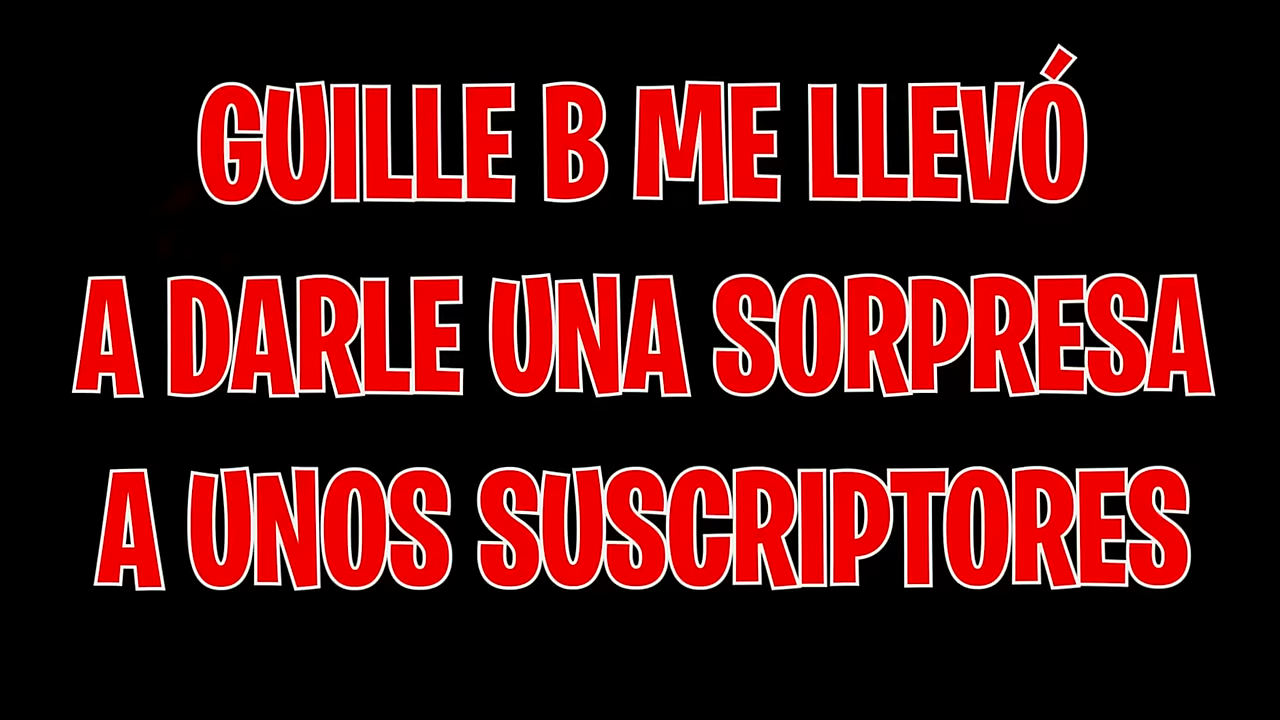 GUILLE B ME LLEVÓ
A DARLE UNA SORPRESA
A UNOS SUSCRIPTORES